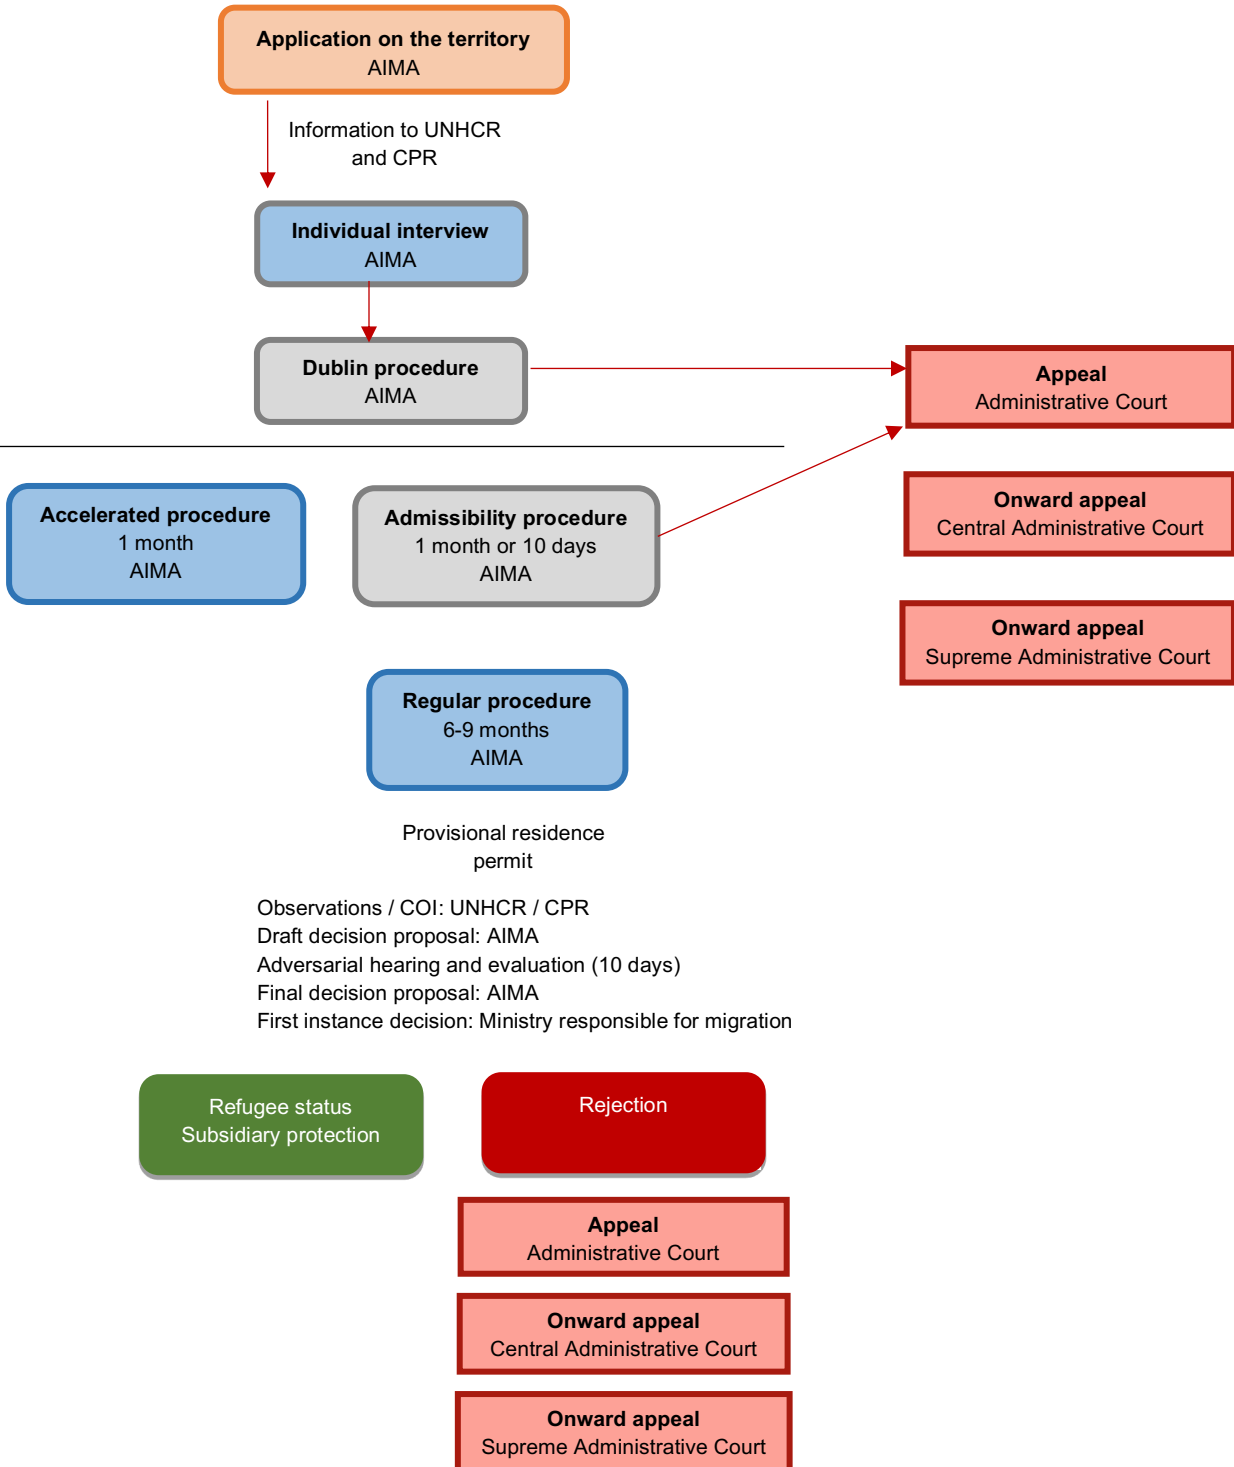 Application on the territory
AIMA
Information to UNHCR
and CPR
Individual interview
AIMA
Dublin procedure
AIMA
Appeal
Administrative Court
Onward appeal
Central Administrative Court
Onward appeal
Supreme Administrative Court
Accelerated procedure
1 month
AIMA
Admissibility procedure
1 month or 10 days
AIMA
Regular procedure
6-9 months
AIMA
Provisional residence
permit
Observations / COI: UNHCR / CPR
Draft decision proposal: AIMA
Adversarial hearing and evaluation (10 days)
Final decision proposal: AIMA
First instance decision: Ministry responsible for migration
Refugee status
Subsidiary protection
Rejection
Appeal
Administrative Court
Onward appeal
Central Administrative Court
Onward appeal
Supreme Administrative Court